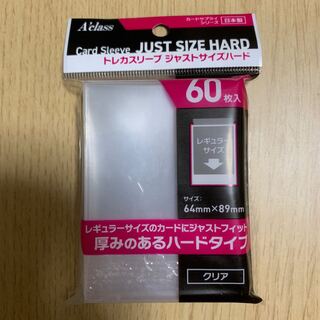 A'class
カードサプライ
シリーズ
日本製
Card Sleeve JUST SIZE HARD
トレカスリーブ ジャストサイズハード
60枚入
レギュラー
サイズ
サイズ:
64mm×89mm
レギュラーサイズのカードにジャストフィット
厚みのあるハードタイプ
クリア